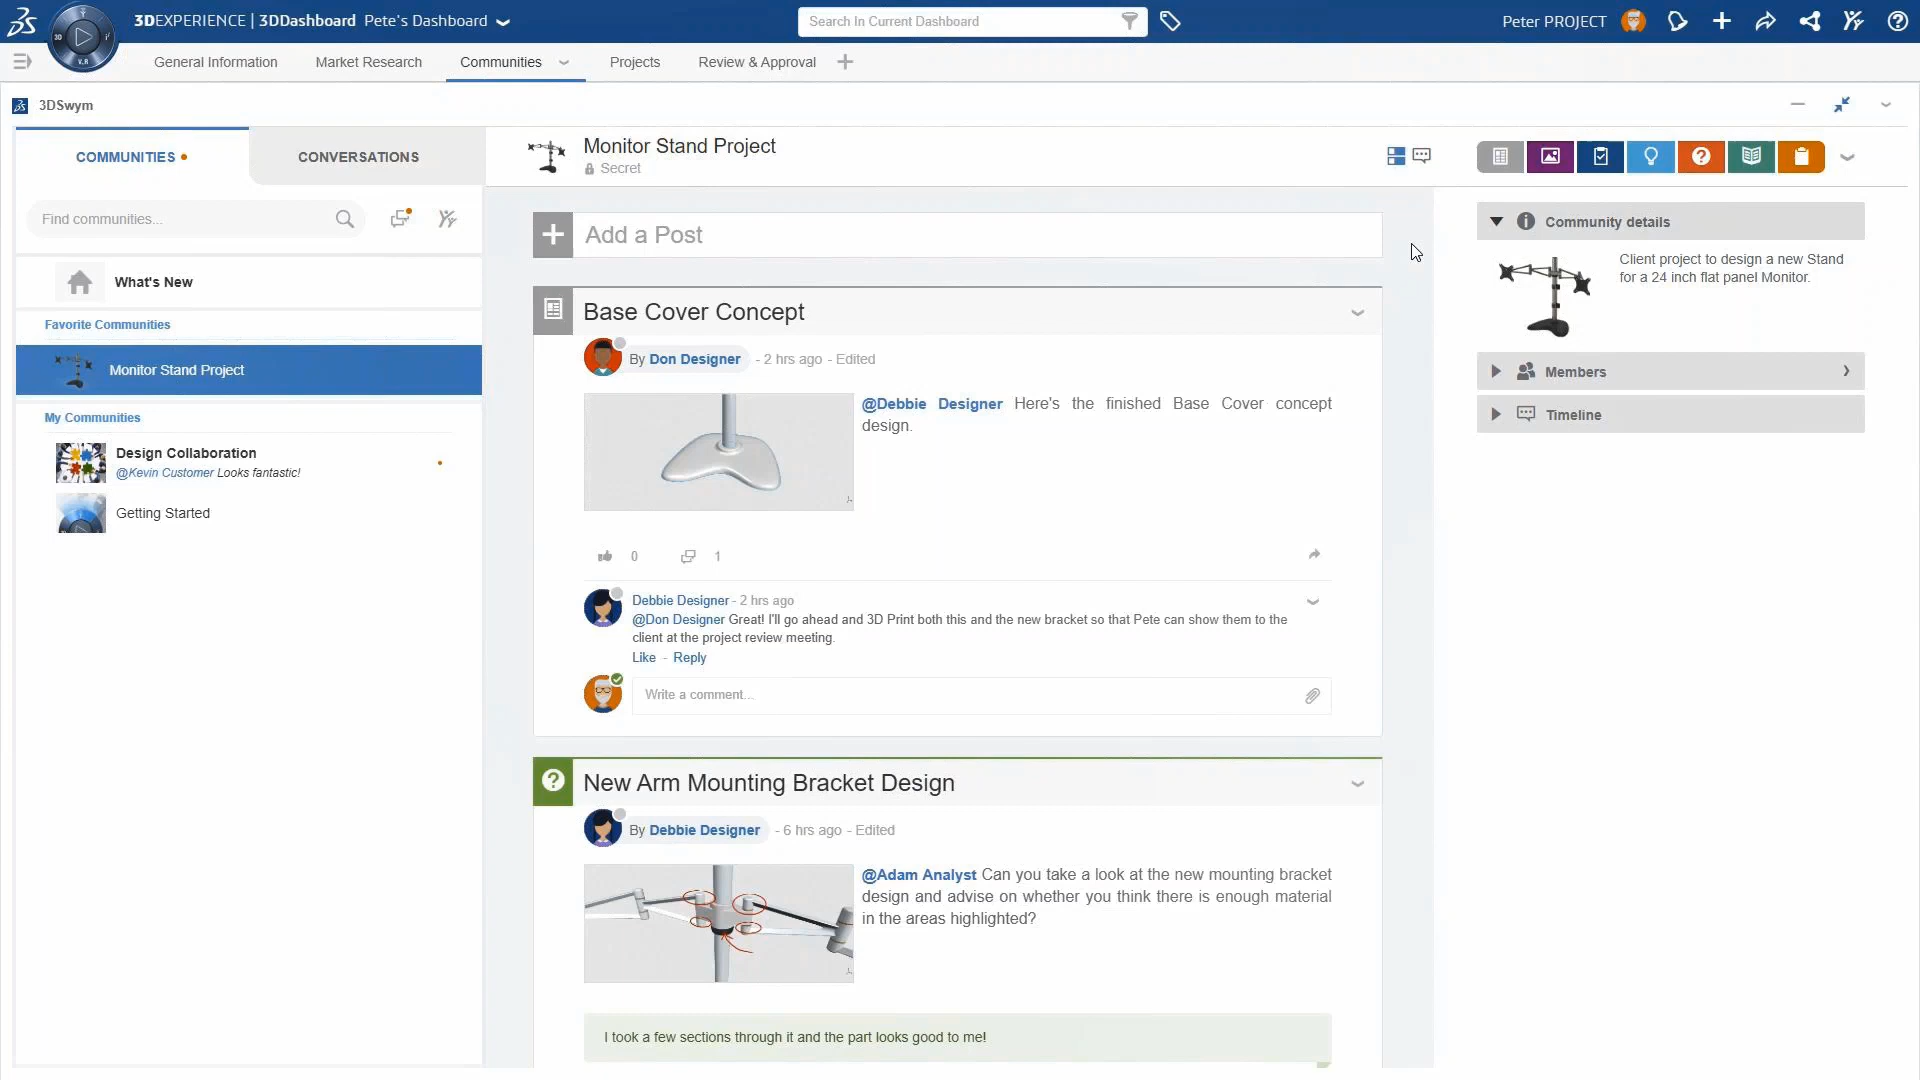 3DEXPERIENCE | 3DDashboard Pete's Dashboard
Search In Current Dashboard
Peter PROJECT
3D
V.R
General Information
Market Research
Communities
Projects
Review & Approval
3DSwym
COMMUNITIES
CONVERSATIONS
Find communities...
What's New
Favorite Communities
Monitor Stand Project
My Communities
Design Collaboration
@Kevin Customer Looks fantastic!
Getting Started
Monitor Stand Project
Secret
Add a Post
Base Cover Concept
By Don Designer - 2 hrs ago - Edited
@Debbie Designer Here's the finished Base Cover concept
design.
0
1
Debbie Designer - 2 hrs ago
@Don Designer Great! I'll go ahead and 3D Print both this and the new bracket so that Pete can show them to the
client at the project review meeting.
Like - Reply
Write a comment...
New Arm Mounting Bracket Design
By Debbie Designer - 6 hrs ago - Edited
@Adam Analyst Can you take a look at the new mounting bracket
design and advise on whether you think there is enough material
in the areas highlighted?
I took a few sections through it and the part looks good to me!
Community details
Client project to design a new Stand
for a 24 inch flat panel Monitor.
Members
Timeline